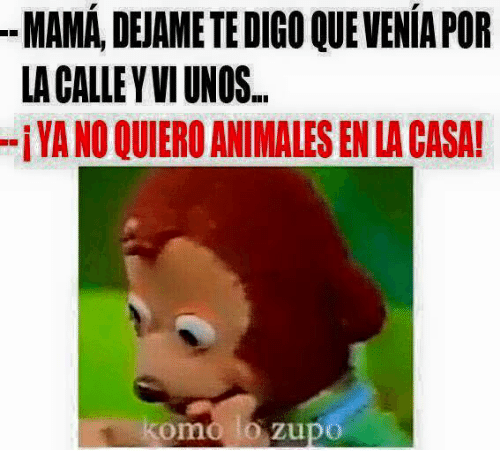 -- MAMÁ, DEJAME TE DIGO QUE VENÍA POR
LA CALLE Y VI UNOS...
-- ¡ YA NO QUIERO ANIMALES EN LA CASA!
komo lo zupo